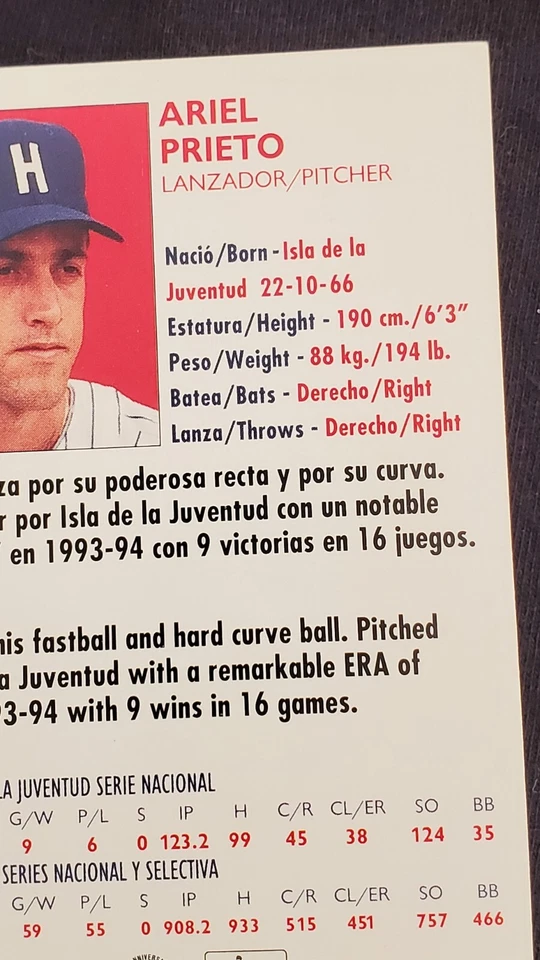 H
ARIEL
PRIETO
LANZADOR/PITCHER
Nació/Born - Isla de la
Juventud 22-10-66
Estatura/Height - 190 cm./6'3"
Peso/Weight - 88 kg./194 lb.
Batea/Bats - Derecho/Right
Lanza/Throws - Derecho/Right
por su poderosa recta y por su curva.
por Isla de la Juventud con un notable
en 1993-94 con 9 victorias en 16 juegos.
fastball and hard curve ball. Pitched
Juventud with a remarkable ERA of
with 9 wins in 16 games.
LA JUVENTUD SERIE NACIONAL
G/W P/L S IP H C/R CL/ER SO BB
9 6 0 123.2 99 45 38 124 35
SERIES NACIONAL Y SELECTIVA
G/W P/L S IP H C/R CL/ER SO BB
59 55 0 908.2 933 515 451 757 466